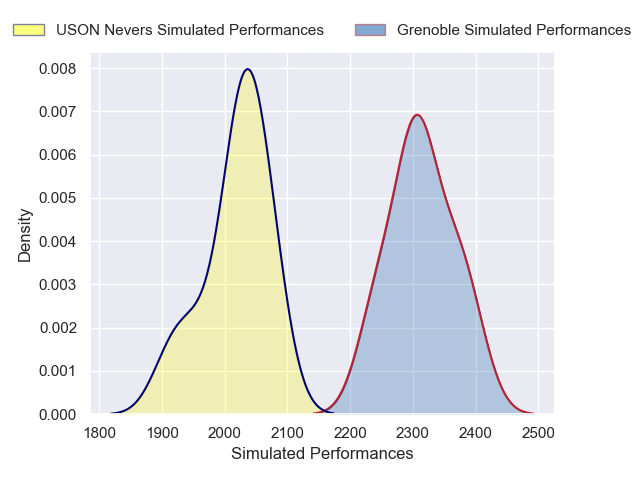 USON Nevers Simulated Performances Grenoble Simulated Performances
0.008
0.007
0.006
0.005
0.004
0.003
0.002
0.001
0.000
Density
1800 1900 2000 2100 2200 2300 2400 2500
Simulated Performances